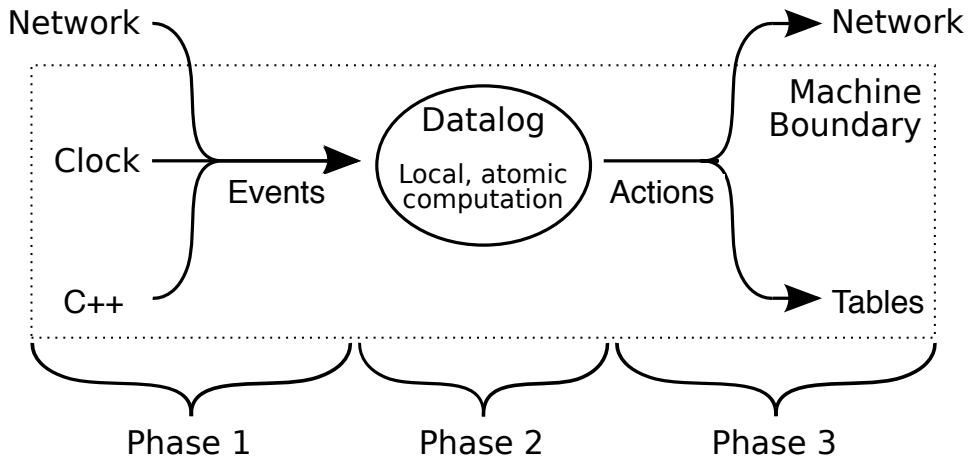 Network
Network
Machine
Boundary
Datalog
Clock
Local, atomic
computation
Events
Actions
C++
Tables
Phase 1
Phase 2
Phase 3